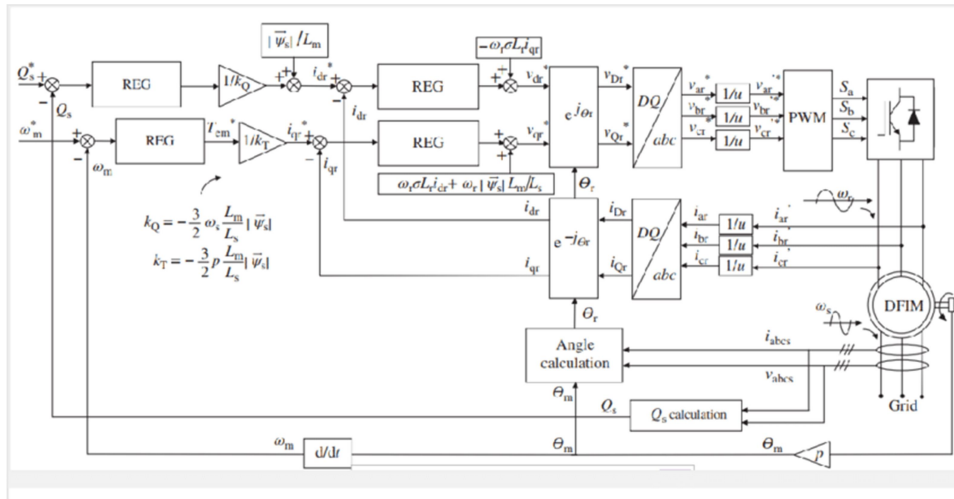 |ψ⃗s|/Lm
−ωrσLriqr
Qs* + − Qs
REG
1/kQ
+ + idr* + − idr
REG
+ + vdr*
vDr*
e jθr
DQ
abc
var* 1/u var'*
vbr* 1/u vbr'*
vcr* 1/u vcr'*
PWM
Sa
Sb
Sc
ωm* + − ωm
REG
Tem*
1/kT
iqr* + − iqr
REG
+ + vqr*
vQr*
ωrσLridr + ωr|ψ⃗s|Lm/Ls
θr
kQ = − 3/2 ωs Lm/Ls |ψ⃗s|
kT = − 3/2 p Lm/Ls |ψ⃗s|
idr
iqr
e −jθr
iDr
iQr
DQ
abc
iar 1/u iar'
ibr 1/u ibr'
icr 1/u icr'
ωr
θr
ωs
DFIM
Angle
calculation
iabcs
vabcs
θm
Grid
Qs
Qs calculation
ωm
d/dt
θm
θm
p